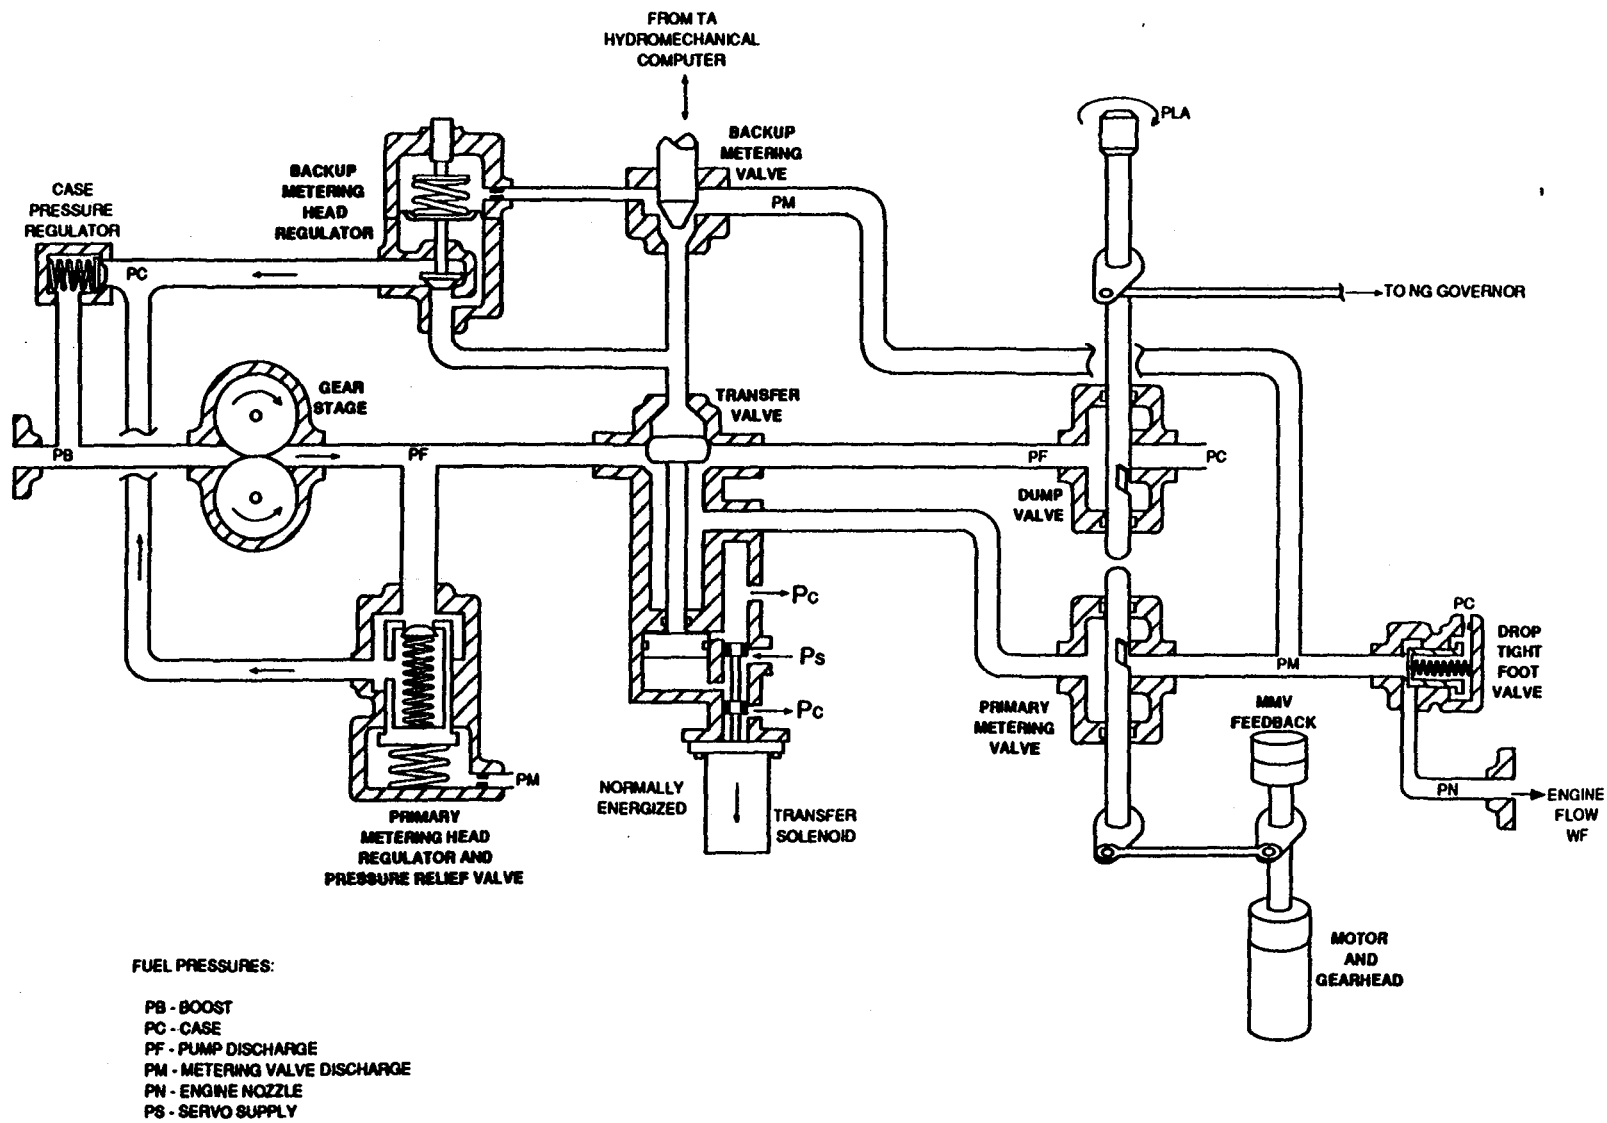 FROM TA
HYDROMECHANICAL
COMPUTER
PLA
BACKUP
METERING
VALVE
BACKUP
METERING
HEAD
REGULATOR
CASE
PRESSURE
REGULATOR
PM
PC
TO NG GOVERNOR
GEAR
STAGE
TRANSFER
VALVE
PB
PF
PF
PC
DUMP
VALVE
Pc
Ps
Pc
PC
DROP
TIGHT
FOOT
VALVE
PM
MMV
FEEDBACK
PRIMARY
METERING
VALVE
PM
NORMALLY
ENERGIZED
TRANSFER
SOLENOID
PN
ENGINE
FLOW
WF
PRIMARY
METERING HEAD
REGULATOR AND
PRESSURE RELIEF VALVE
MOTOR
AND
GEARHEAD
FUEL PRESSURES:
PB - BOOST
PC - CASE
PF - PUMP DISCHARGE
PM - METERING VALVE DISCHARGE
PN - ENGINE NOZZLE
PS - SERVO SUPPLY